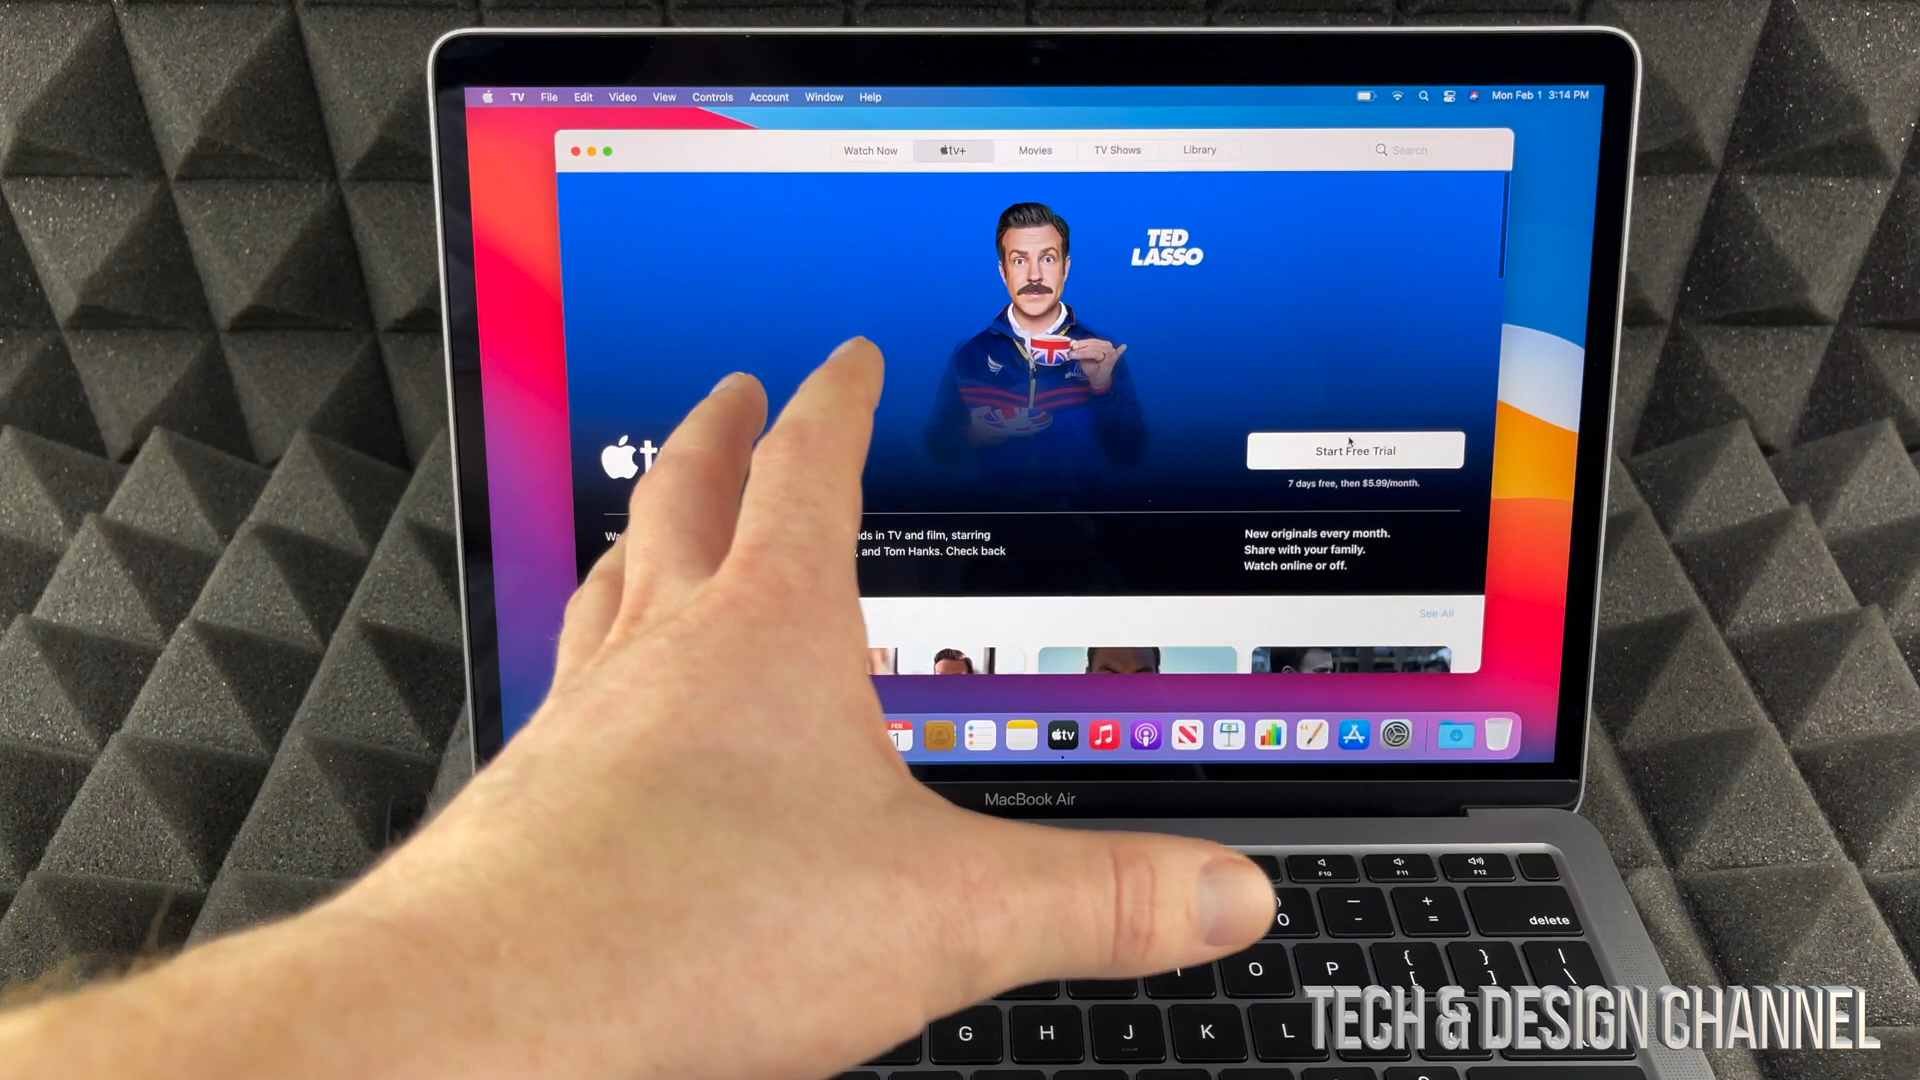 TV File Edit Video View Controls Account Window Help
Mon Feb 1 3:14 PM
Watch Now tv+ Movies TV Shows Library
Search
TED
LASSO
Start Free Trial
7 days free, then $5.99/month.
in TV and film, starring
and Tom Hanks. Check back
New originals every month.
Share with your family.
Watch online or off.
See All
FEB
1
tv
MacBook Air
F10 F11 F12
O
_
-
+
=
delete
O P { [ } ] | \
G H J K L
TECH & DESIGN CHANNEL